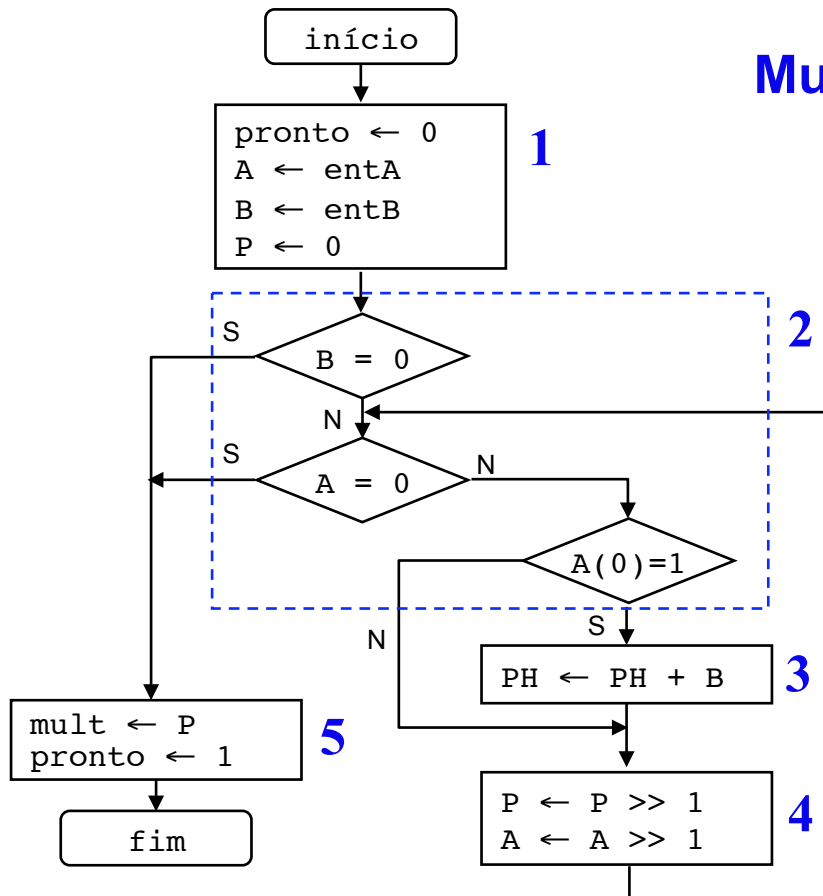 início
Mu
pronto ← 0
A ← entA
B ← entB
P ← 0
1
2
S
B = 0
N
S
A = 0
N
A(0)=1
S
N
PH ← PH + B
3
mult ← P
pronto ← 1
5
P ← P >> 1
A ← A >> 1
4
fim